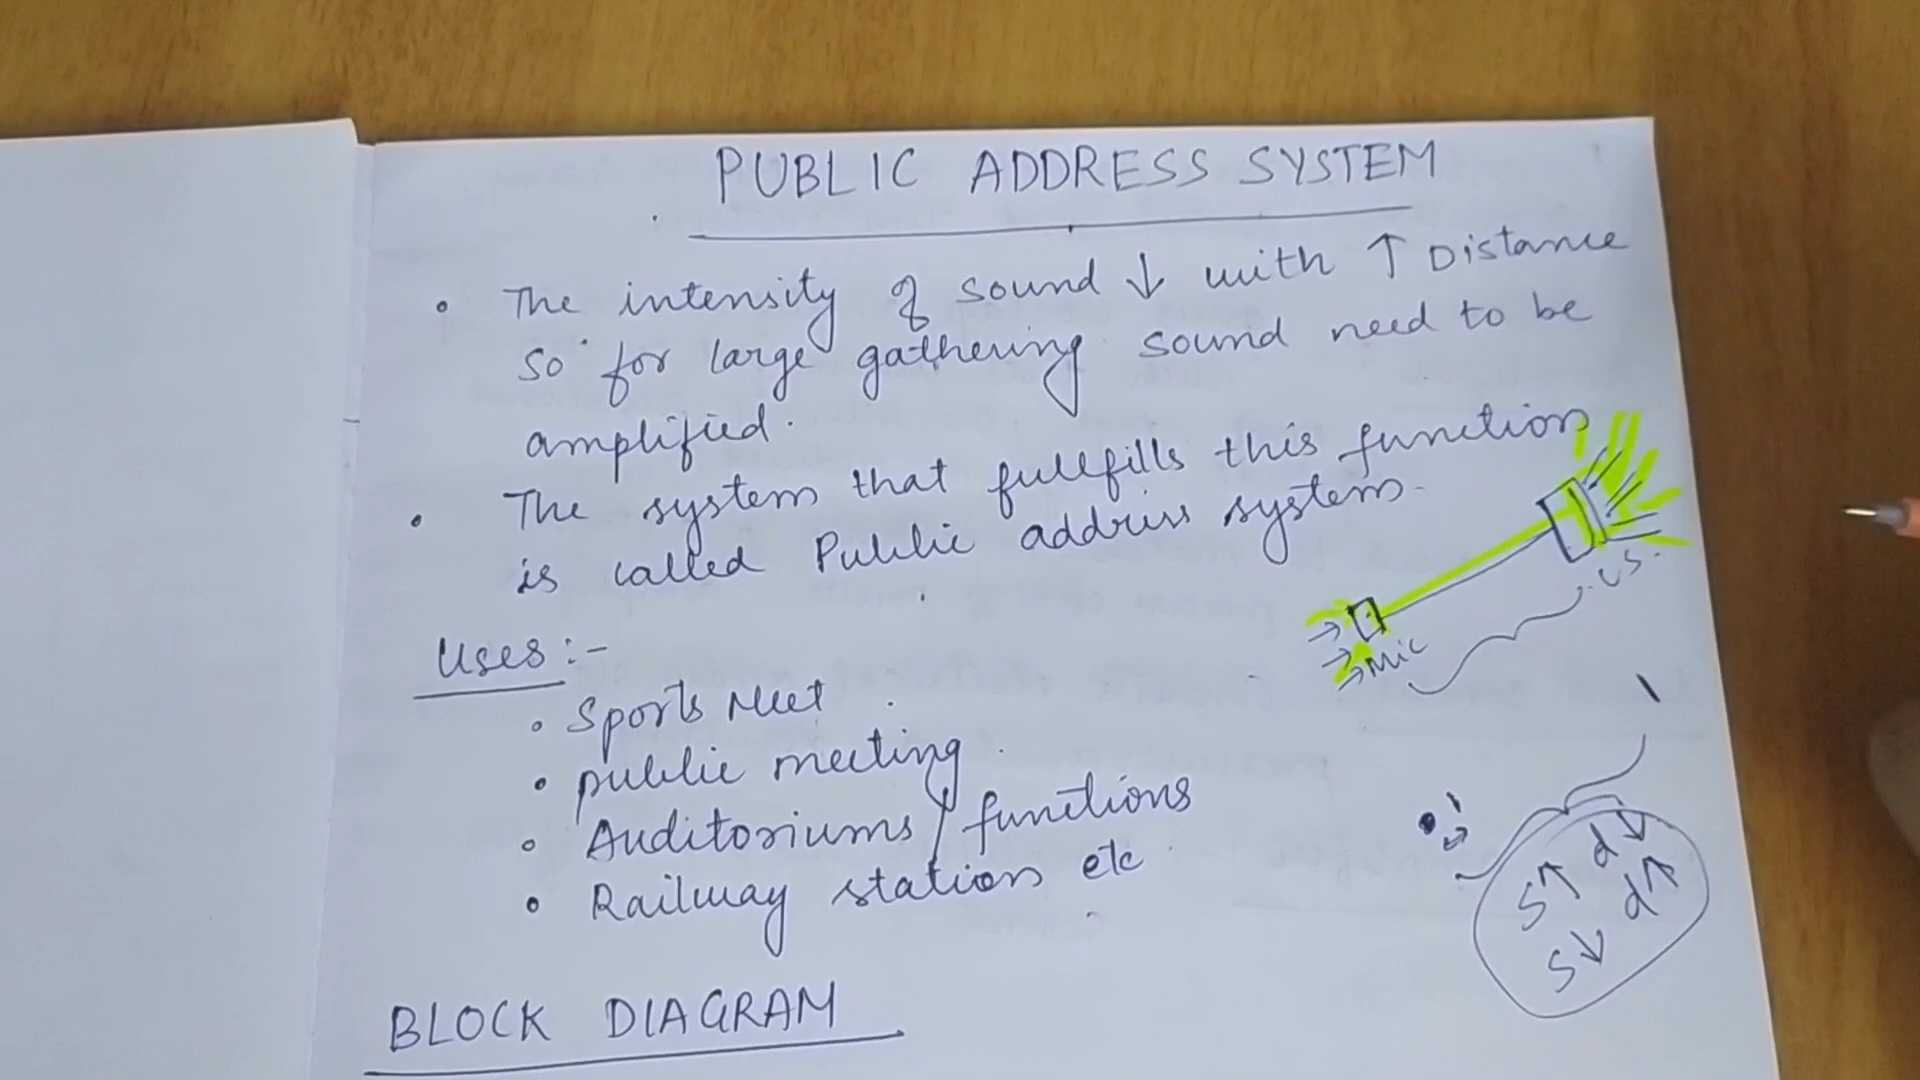 PUBLIC ADDRESS SYSTEM
• The intensity of sound ↓ with ↑ Distance
so for large gathering sound need to be
amplified.
• The system that fullfills this function
is called Public address system.
Mic
LS.
Uses :-
• Sports Meet
• public meeting
• Auditoriums / functions
• Railway station etc
S↑ d↓
S↓ d↑
BLOCK DIAGRAM